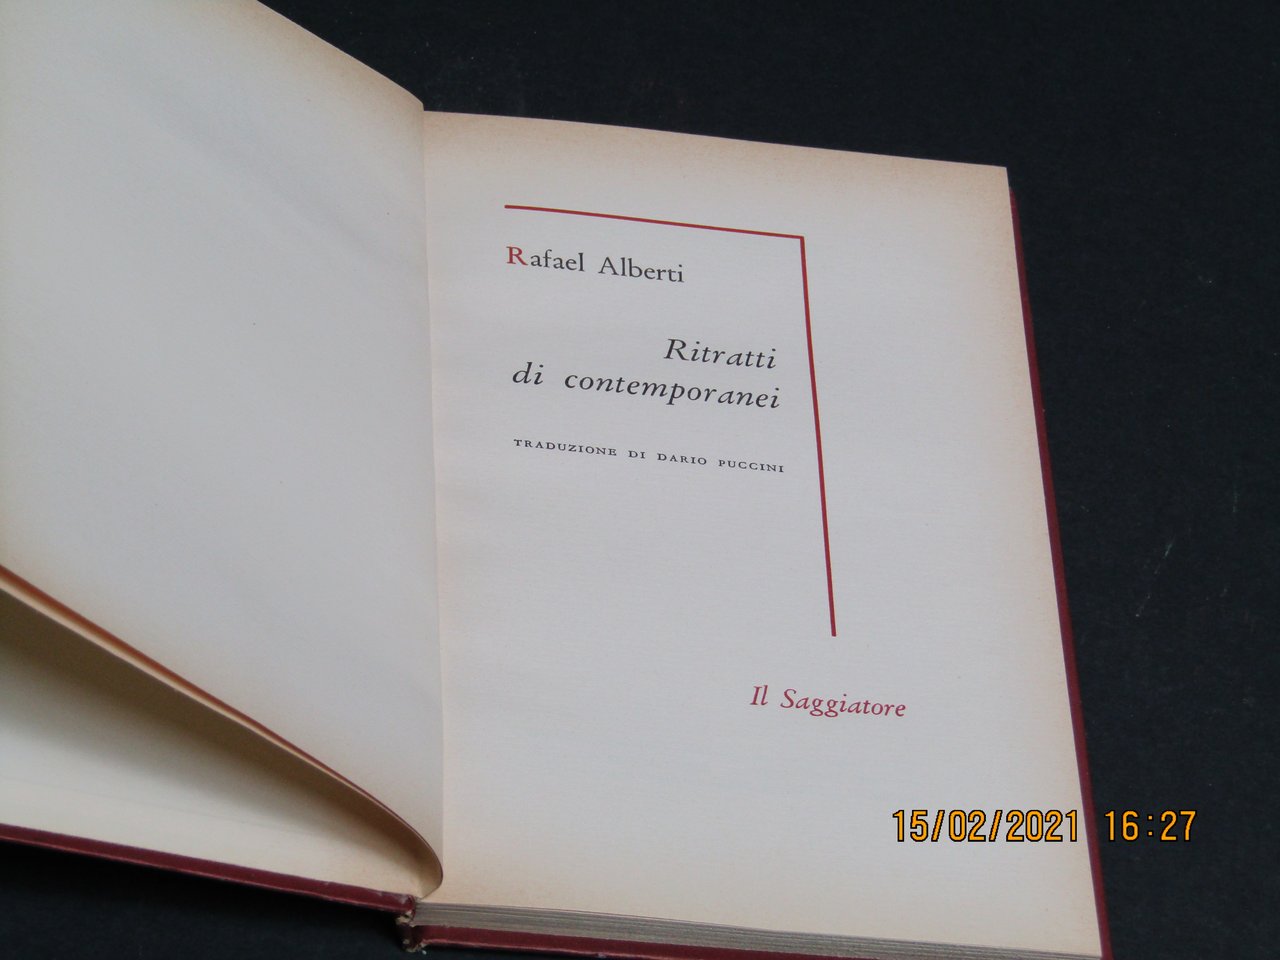 Rafael Alberti
Ritratti
di contemporanei
TRADUZIONE DI DARIO PUCCINI
Il Saggiatore
15/02/2021 16:27